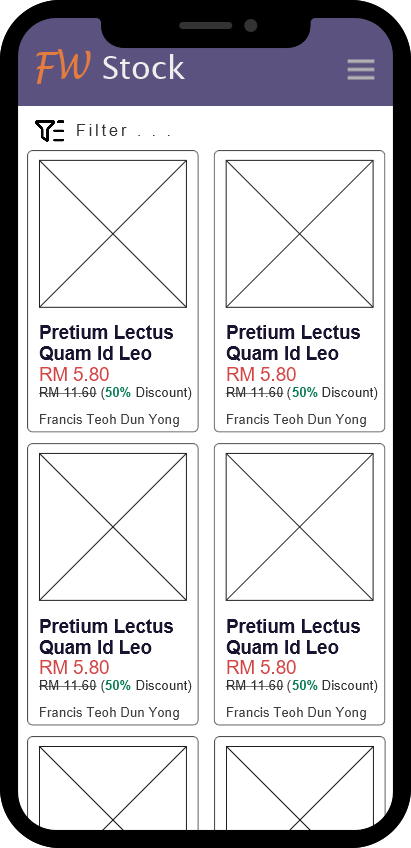 FW Stock
Filter . . .
Pretium Lectus
Quam Id Leo
RM 5.80
RM 11.60 (50% Discount)
Francis Teoh Dun Yong
Pretium Lectus
Quam Id Leo
RM 5.80
RM 11.60 (50% Discount)
Francis Teoh Dun Yong
Pretium Lectus
Quam Id Leo
RM 5.80
RM 11.60 (50% Discount)
Francis Teoh Dun Yong
Pretium Lectus
Quam Id Leo
RM 5.80
RM 11.60 (50% Discount)
Francis Teoh Dun Yong